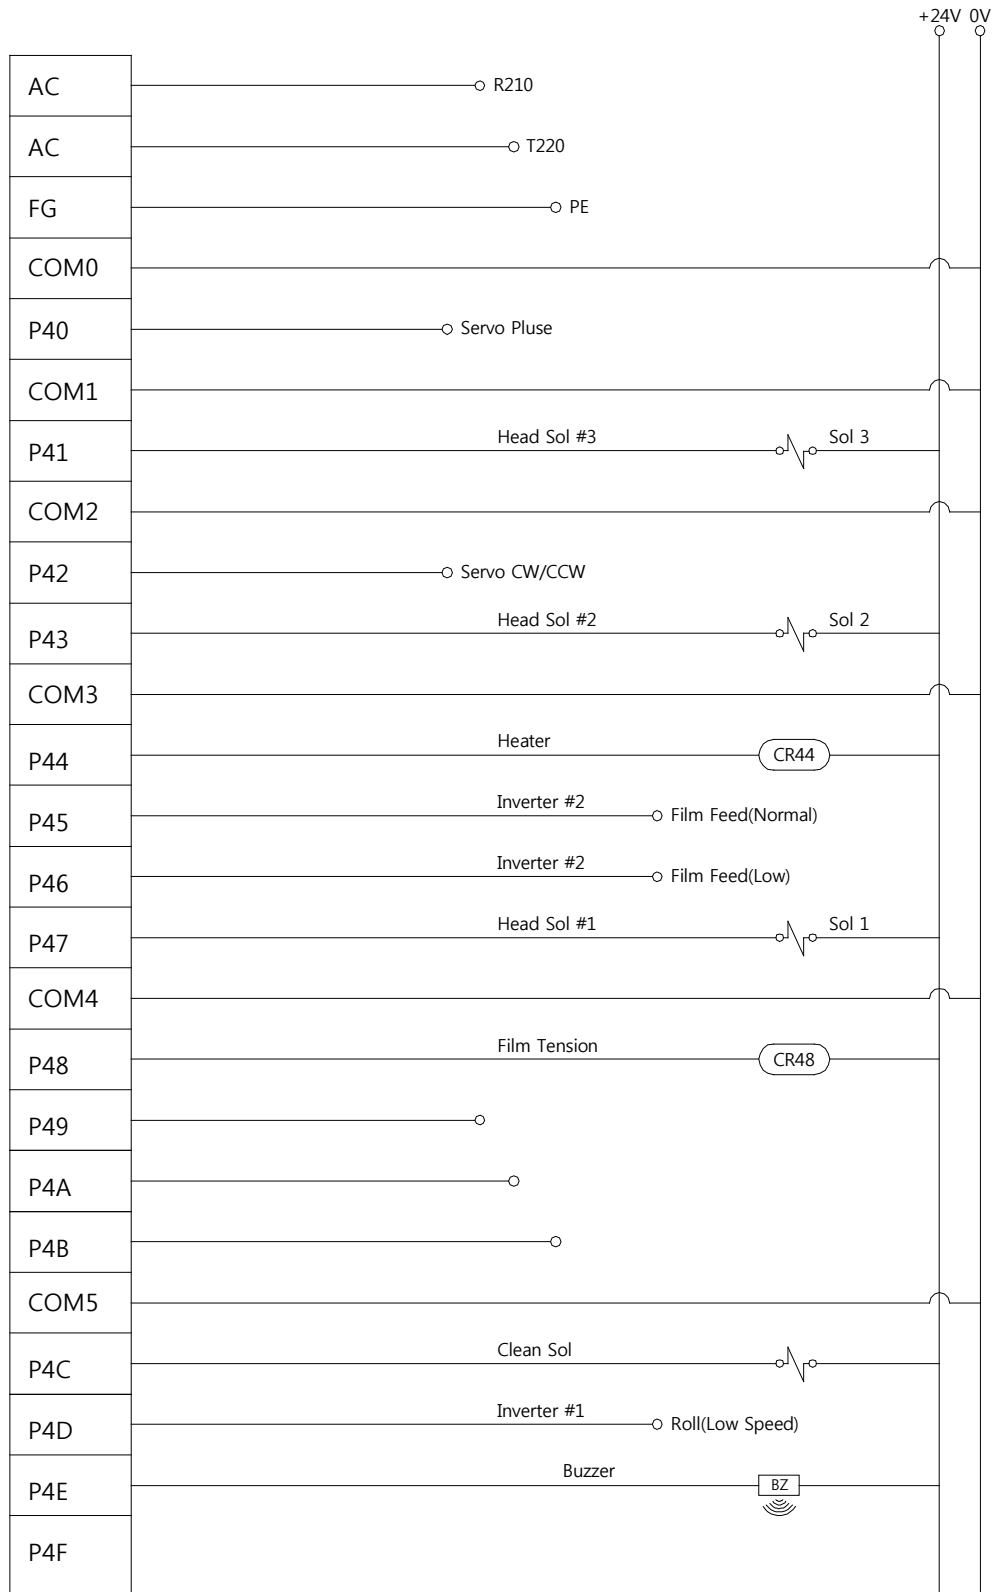 +24V 0V
AC R210
AC T220
FG PE
COM0
P40 Servo Pluse
COM1
P41 Head Sol #3 Sol 3
COM2
P42 Servo CW/CCW
P43 Head Sol #2 Sol 2
COM3
P44 Heater CR44
P45 Inverter #2 Film Feed(Normal)
P46 Inverter #2 Film Feed(Low)
P47 Head Sol #1 Sol 1
COM4
P48 Film Tension CR48
P49
P4A
P4B
COM5
P4C Clean Sol
P4D Inverter #1 Roll(Low Speed)
P4E Buzzer BZ
P4F